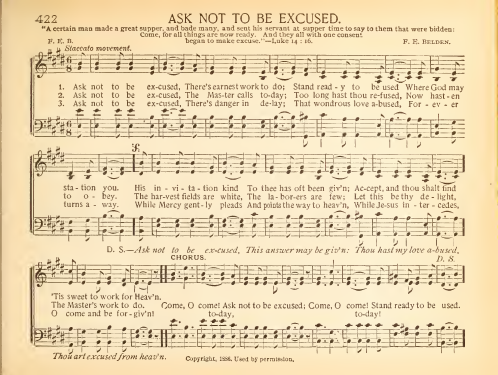 422
ASK NOT TO BE EXCUSED.
"A certain man made a great supper, and bade many, and sent his servant at supper time to say to them that were bidden:
Come, for all things are now ready. And they all with one consent
began to make excuse."—Luke 14 : 16.
F. E. B.
F. E. BELDEN.
Staccato movement.
1. Ask not to be ex-cused, There's earnest work to do; Stand read-y to be used Where God may
2. Ask not to be ex-cused, The Mas-ter calls to-day; Too long hast thou re-fused, Now hast-en
3. Ask not to be ex-cused, There's danger in de-lay; That wondrous love a-bused, For-ev-er
sta-tion you. His in-vi-ta-tion kind To thee has oft been giv'n; Ac-cept, and thou shalt find
to o-bey. The har-vest fields are white, The la-bor-ers are few; Let this be thy de-light,
turns a-way. While Mercy gent-ly pleads And points the way to heav'n, While Je-sus in-ter-cedes,
D. S.—Ask not to be ex-cused, This answer may be giv'n: Thou hast my love a-bused,
CHORUS.
D. S.
'Tis sweet to work for Heav'n.
The Master's work to do. Come, O come! Ask not to be excused; Come, O come! Stand ready to be used.
O come and be for-giv'n! to-day, to-day!
Thou art excused from heav'n.
Copyright, 1886. Used by permission.